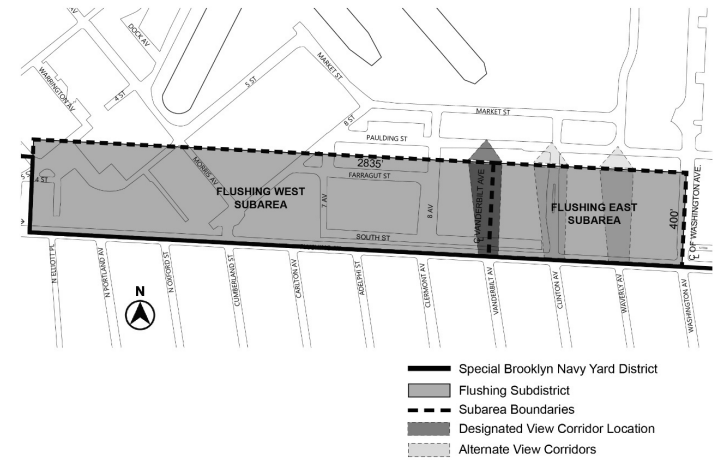 DOCK AV
WARRINGTON AV
4 ST
5 ST
MARKET ST
6 ST
MARKET ST
PAULDING ST
2835'
FARRAGUT ST
MORRIS AV
4 ST
FLUSHING WEST
SUBAREA
7 AV
8 AV
℄ VANDERBILT AVE.
FLUSHING EAST
SUBAREA
400'
℄ OF WASHINGTON AVE.
SOUTH ST
N ELLIOTT PL
N PORTLAND AV
N OXFORD ST
CUMBERLAND ST
CARLTON AV
ADELPHI ST
CLERMONT AV
VANDERBILT AV
CLINTON AV
WAVERLY AV
WASHINGTON AV
N
Special Brooklyn Navy Yard District
Flushing Subdistrict
Subarea Boundaries
Designated View Corridor Location
Alternate View Corridors